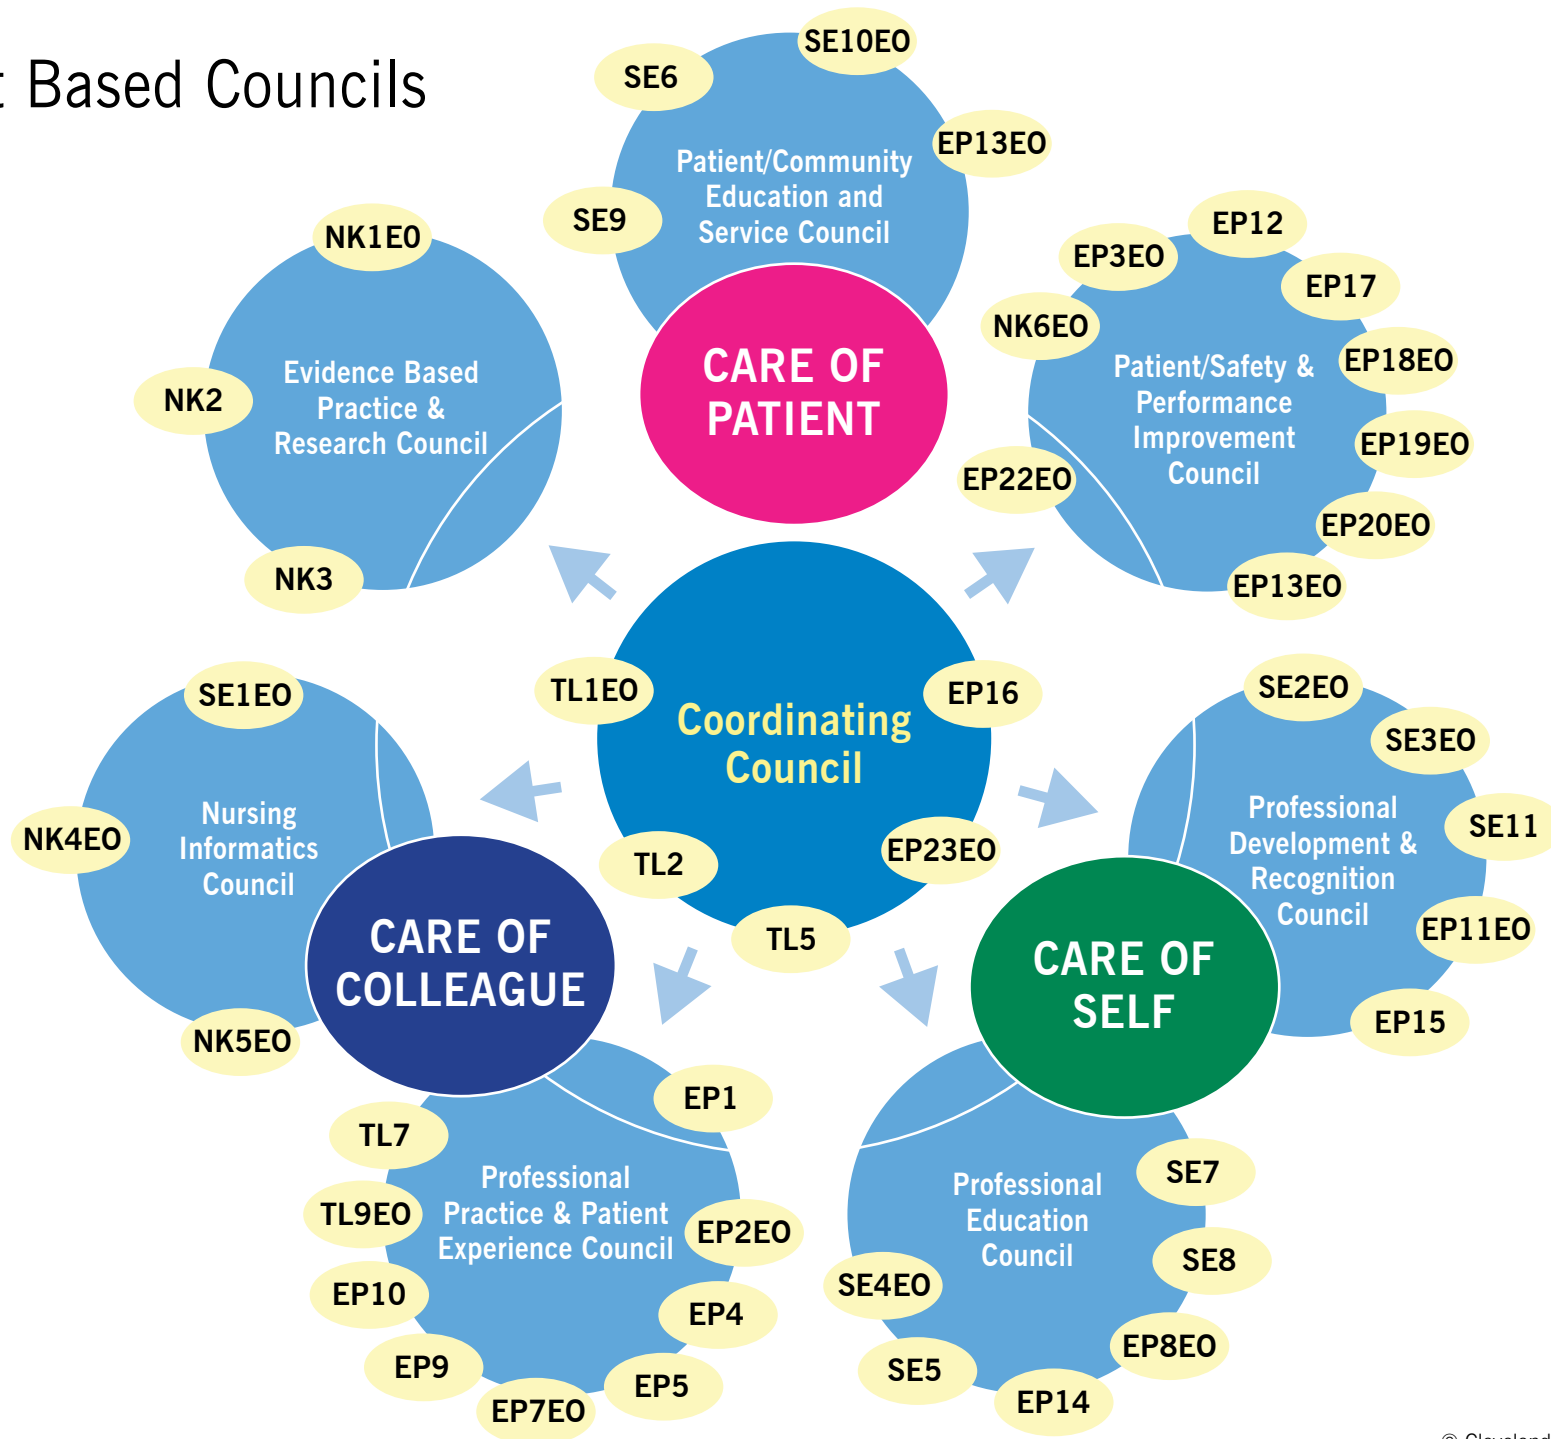 t Based Councils
SE10EO
SE6
EP13EO
Patient/Community
Education and
Service Council
SE9
CARE OF
PATIENT
NK1E0
NK2
Evidence Based
Practice &
Research Council
NK3
EP12
EP3EO
EP17
NK6EO
EP18EO
Patient/Safety &
Performance
Improvement
Council
EP19EO
EP22EO
EP20EO
EP13EO
TL1EO
EP16
Coordinating
Council
TL2
EP23EO
TL5
SE1EO
NK4EO
Nursing
Informatics
Council
NK5EO
CARE OF
COLLEAGUE
SE2EO
SE3EO
SE11
Professional
Development &
Recognition
Council
EP11EO
EP15
CARE OF
SELF
EP1
TL7
Professional
Practice & Patient
Experience Council
TL9EO
EP2EO
EP10
EP4
EP9
EP5
EP7EO
SE7
Professional
Education
Council
SE8
SE4EO
EP8EO
SE5
EP14
© Cleveland